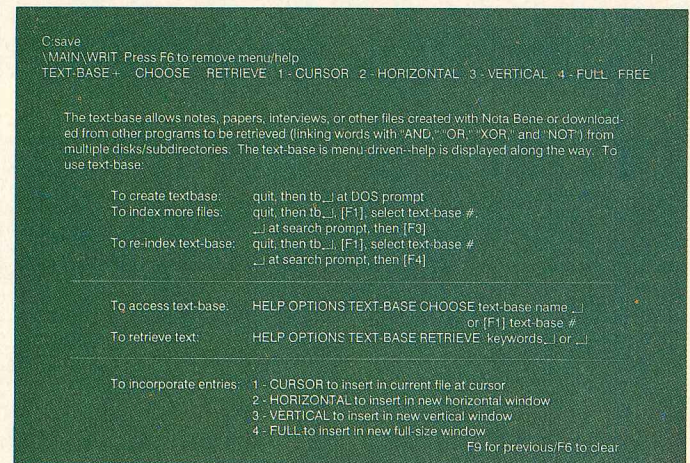 C:save
\MAIN\WRIT Press F6 to remove menu/help
TEXT-BASE+ CHOOSE RETRIEVE 1 - CURSOR 2 - HORIZONTAL 3 - VERTICAL 4 - FULL FREE
The text-base allows notes, papers, interviews, or other files created with Nota Bene or download-
ed from other programs to be retrieved (linking words with "AND," "OR," "XOR," and "NOT") from
multiple disks/subdirectories. The text-base is menu-driven--help is displayed along the way. To
use text-base:
To create textbase: quit, then tb_⏌ at DOS prompt
To index more files: quit, then tb_⏌, [F1], select text-base #,
_⏌ at search prompt, then [F3]
To re-index text-base: quit, then tb_⏌, [F1], select text-base #
_⏌ at search prompt, then [F4]
To access text-base: HELP OPTIONS TEXT-BASE CHOOSE text-base name _⏌
or [F1] text-base #
To retrieve text: HELP OPTIONS TEXT-BASE RETRIEVE keywords_⏌ or _⏌
To incorporate entries: 1 - CURSOR to insert in current file at cursor
2 - HORIZONTAL to insert in new horizontal window
3 - VERTICAL to insert in new vertical window
4 - FULL to insert in new full-size window
F9 for previous/F6 to clear